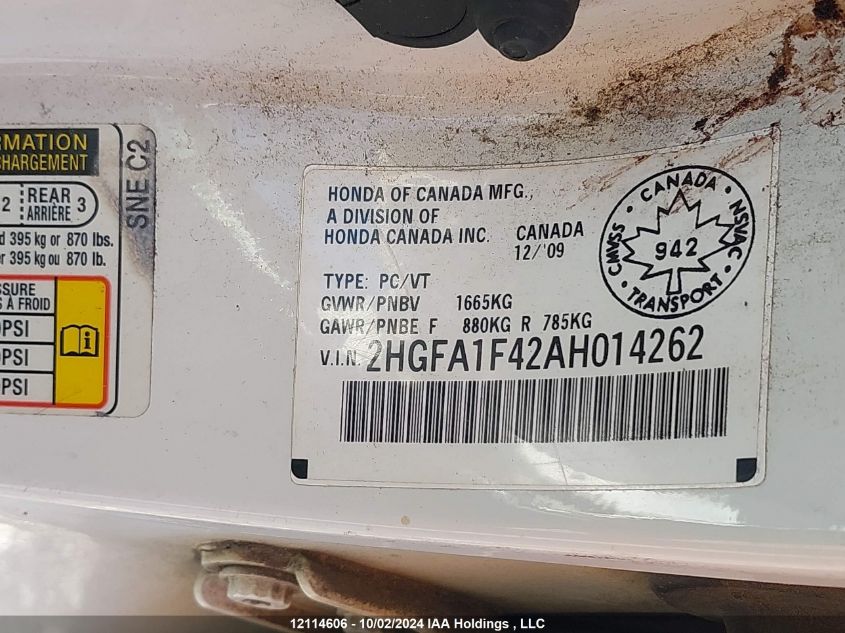 RMATION
CHARGEMENT
2 REAR 3
ARRIÈRE
395 kg or 870 lbs.
er 395 kg ou 870 lb.
SSURE
S À FROID
PSI
PSI
PSI
SNE C2
HONDA OF CANADA MFG.,
A DIVISION OF
HONDA CANADA INC. CANADA
12/'09
TYPE: PC/VT
GVWR/PNBV 1665KG
GAWR/PNBE F 880KG R 785KG
V.I.N. 2HGFA1F42AH014262
CANADA
CMVSS
942
NSVAC
TRANSPORT
12114606 - 10/02/2024 IAA Holdings , LLC